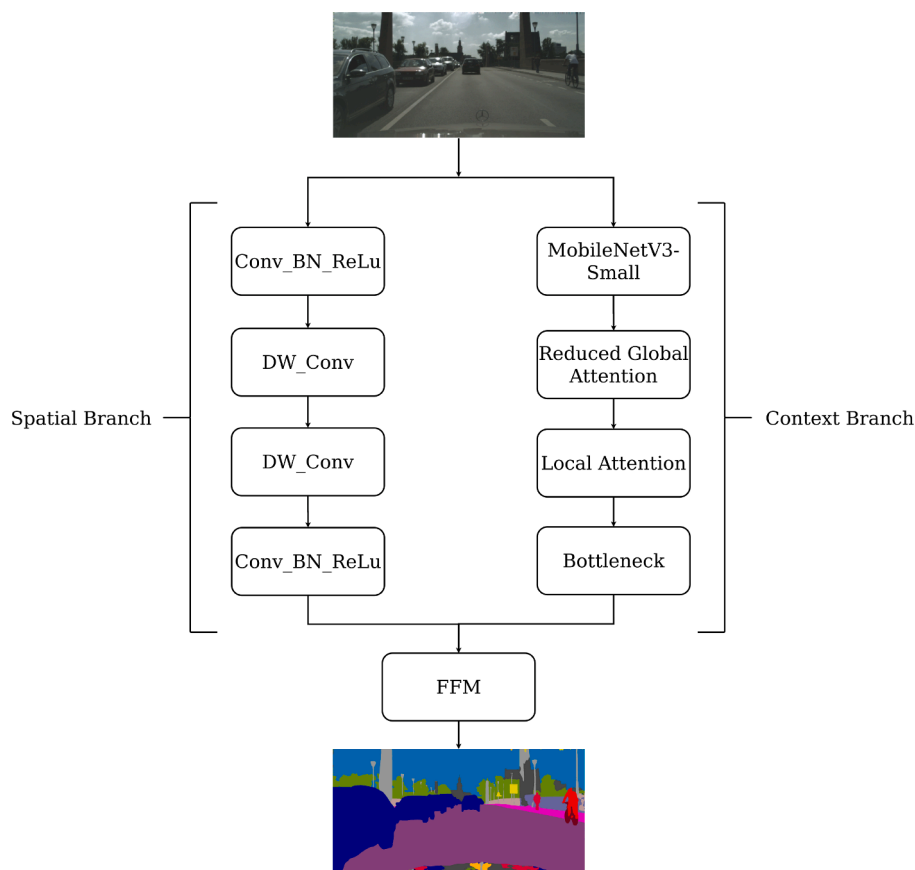 Conv_BN_ReLu
MobileNetV3-
Small
DW_Conv
Reduced Global
Attention
Spatial Branch
Context Branch
DW_Conv
Local Attention
Conv_BN_ReLu
Bottleneck
FFM